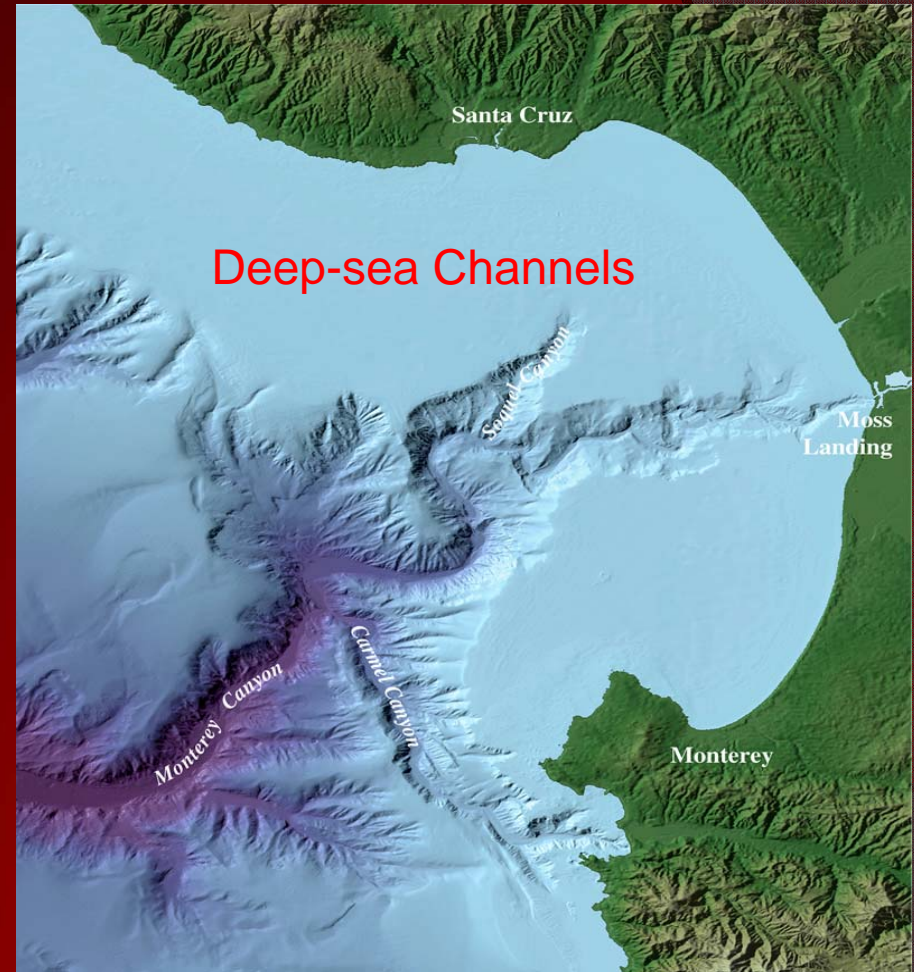 Santa Cruz
Deep-sea Channels
Soquel Canyon
Moss
Landing
Carmel Canyon
Monterey Canyon
Monterey